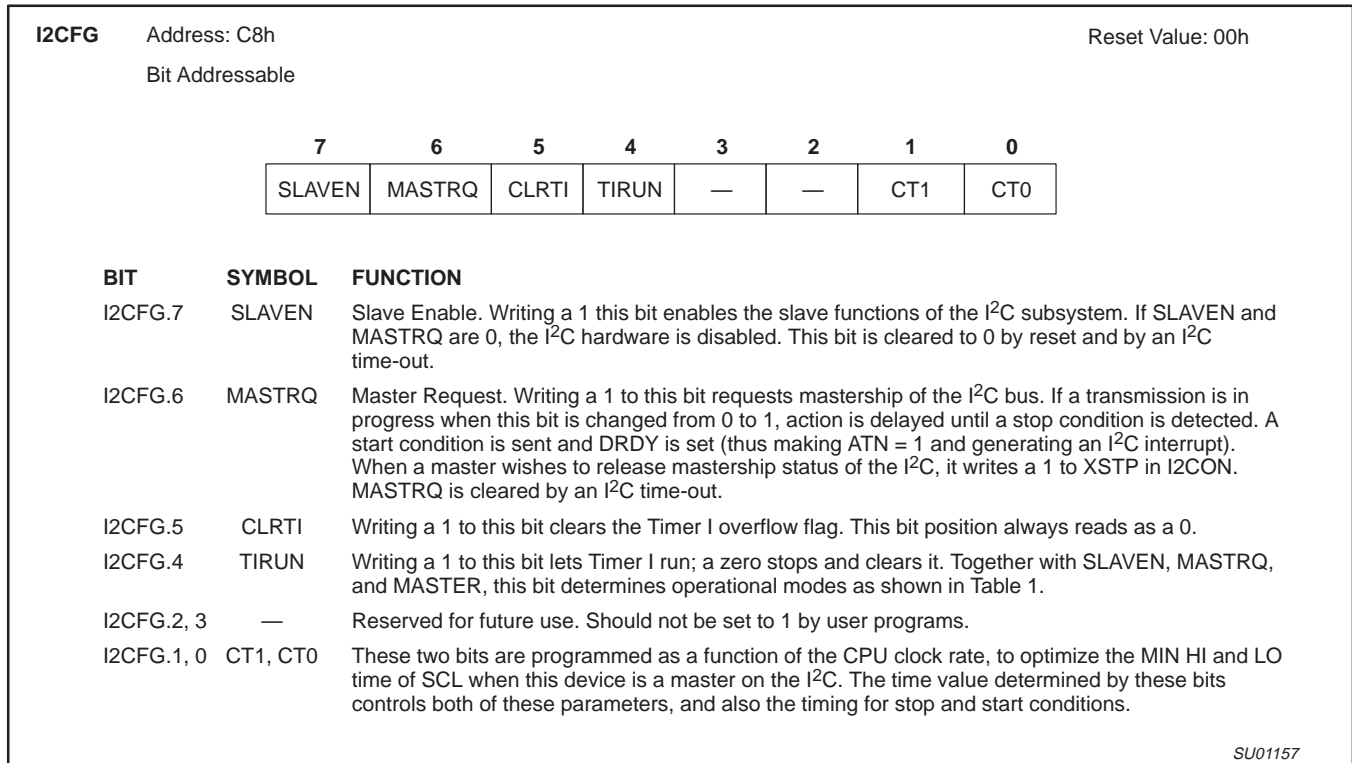 I2CFG Address: C8h Reset Value: 00h
Bit Addressable
7 6 5 4 3 2 1 0
SLAVEN MASTRQ CLRTI TIRUN — — CT1 CT0
BIT SYMBOL FUNCTION
I2CFG.7 SLAVEN Slave Enable. Writing a 1 this bit enables the slave functions of the I2C subsystem. If SLAVEN and
MASTRQ are 0, the I2C hardware is disabled. This bit is cleared to 0 by reset and by an I2C
time-out.
I2CFG.6 MASTRQ Master Request. Writing a 1 to this bit requests mastership of the I2C bus. If a transmission is in
progress when this bit is changed from 0 to 1, action is delayed until a stop condition is detected. A
start condition is sent and DRDY is set (thus making ATN = 1 and generating an I2C interrupt).
When a master wishes to release mastership status of the I2C, it writes a 1 to XSTP in I2CON.
MASTRQ is cleared by an I2C time-out.
I2CFG.5 CLRTI Writing a 1 to this bit clears the Timer I overflow flag. This bit position always reads as a 0.
I2CFG.4 TIRUN Writing a 1 to this bit lets Timer I run; a zero stops and clears it. Together with SLAVEN, MASTRQ,
and MASTER, this bit determines operational modes as shown in Table 1.
I2CFG.2, 3 — Reserved for future use. Should not be set to 1 by user programs.
I2CFG.1, 0 CT1, CT0 These two bits are programmed as a function of the CPU clock rate, to optimize the MIN HI and LO
time of SCL when this device is a master on the I2C. The time value determined by these bits
controls both of these parameters, and also the timing for stop and start conditions.
SU01157